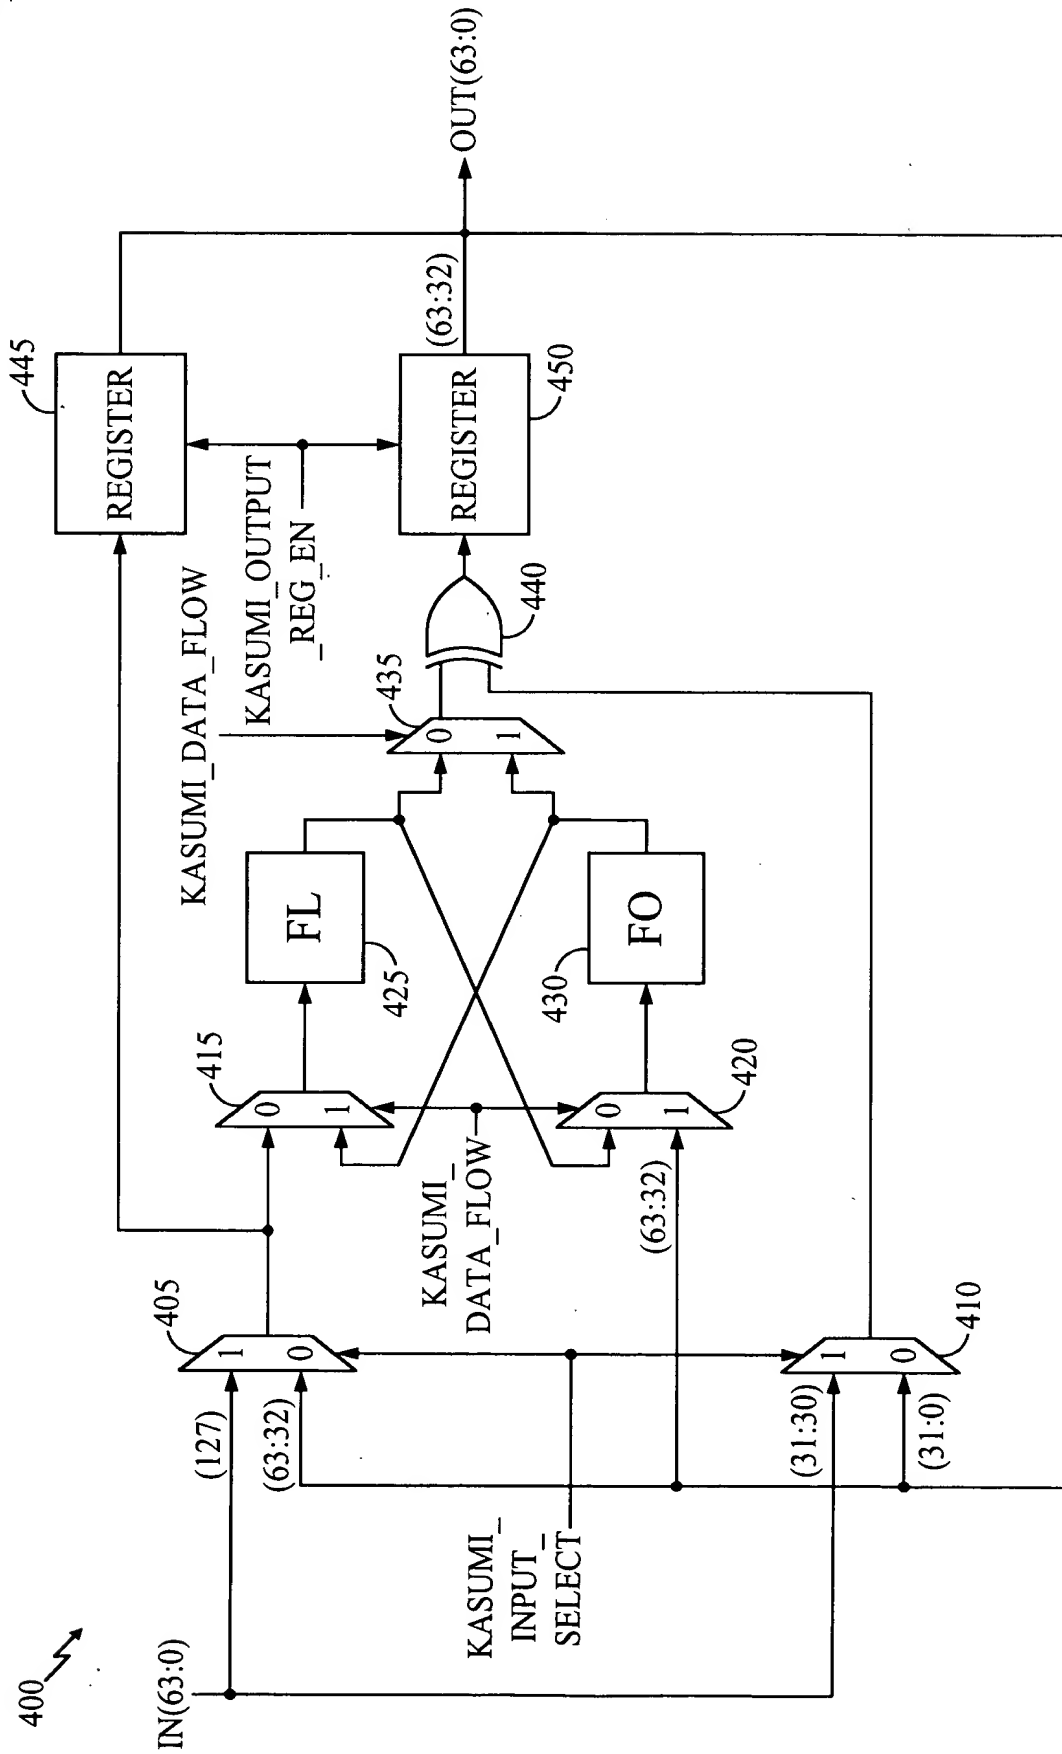 400
IN(63:0)
(127)
(63:32)
405
1
0
KASUMI_
INPUT_
SELECT
(31:30)
(31:0)
1
0
410
415
0
1
KASUMI_
DATA_FLOW
(63:32)
0
1
420
FL
425
FO
430
KASUMI_DATA_FLOW
435
0
1
440
KASUMI_OUTPUT
_REG_EN
REGISTER
445
REGISTER
450
(63:32)
OUT(63:0)